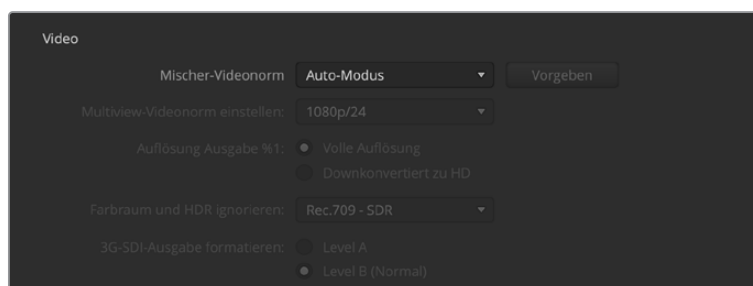 Video
Mischer-Videonorm Auto-Modus Vorgeben
Multiview-Videonorm einstellen: 1080p/24
Auflösung Ausgabe %1: Volle Auflösung
Downkonvertiert zu HD
Farbraum und HDR ignorieren: Rec.709 - SDR
3G-SDI-Ausgabe formatieren: Level A
Level B (Normal)